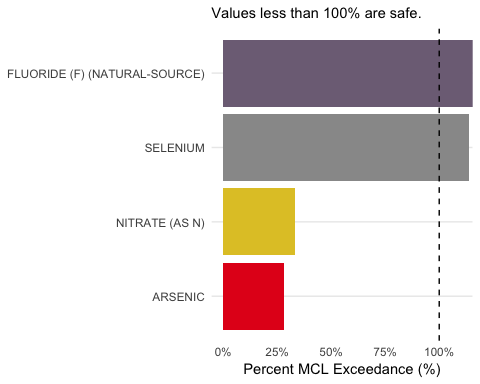 Values less than 100% are safe.
FLUORIDE (F) (NATURAL-SOURCE)
SELENIUM
NITRATE (AS N)
ARSENIC
0% 25% 50% 75% 100%
Percent MCL Exceedance (%)